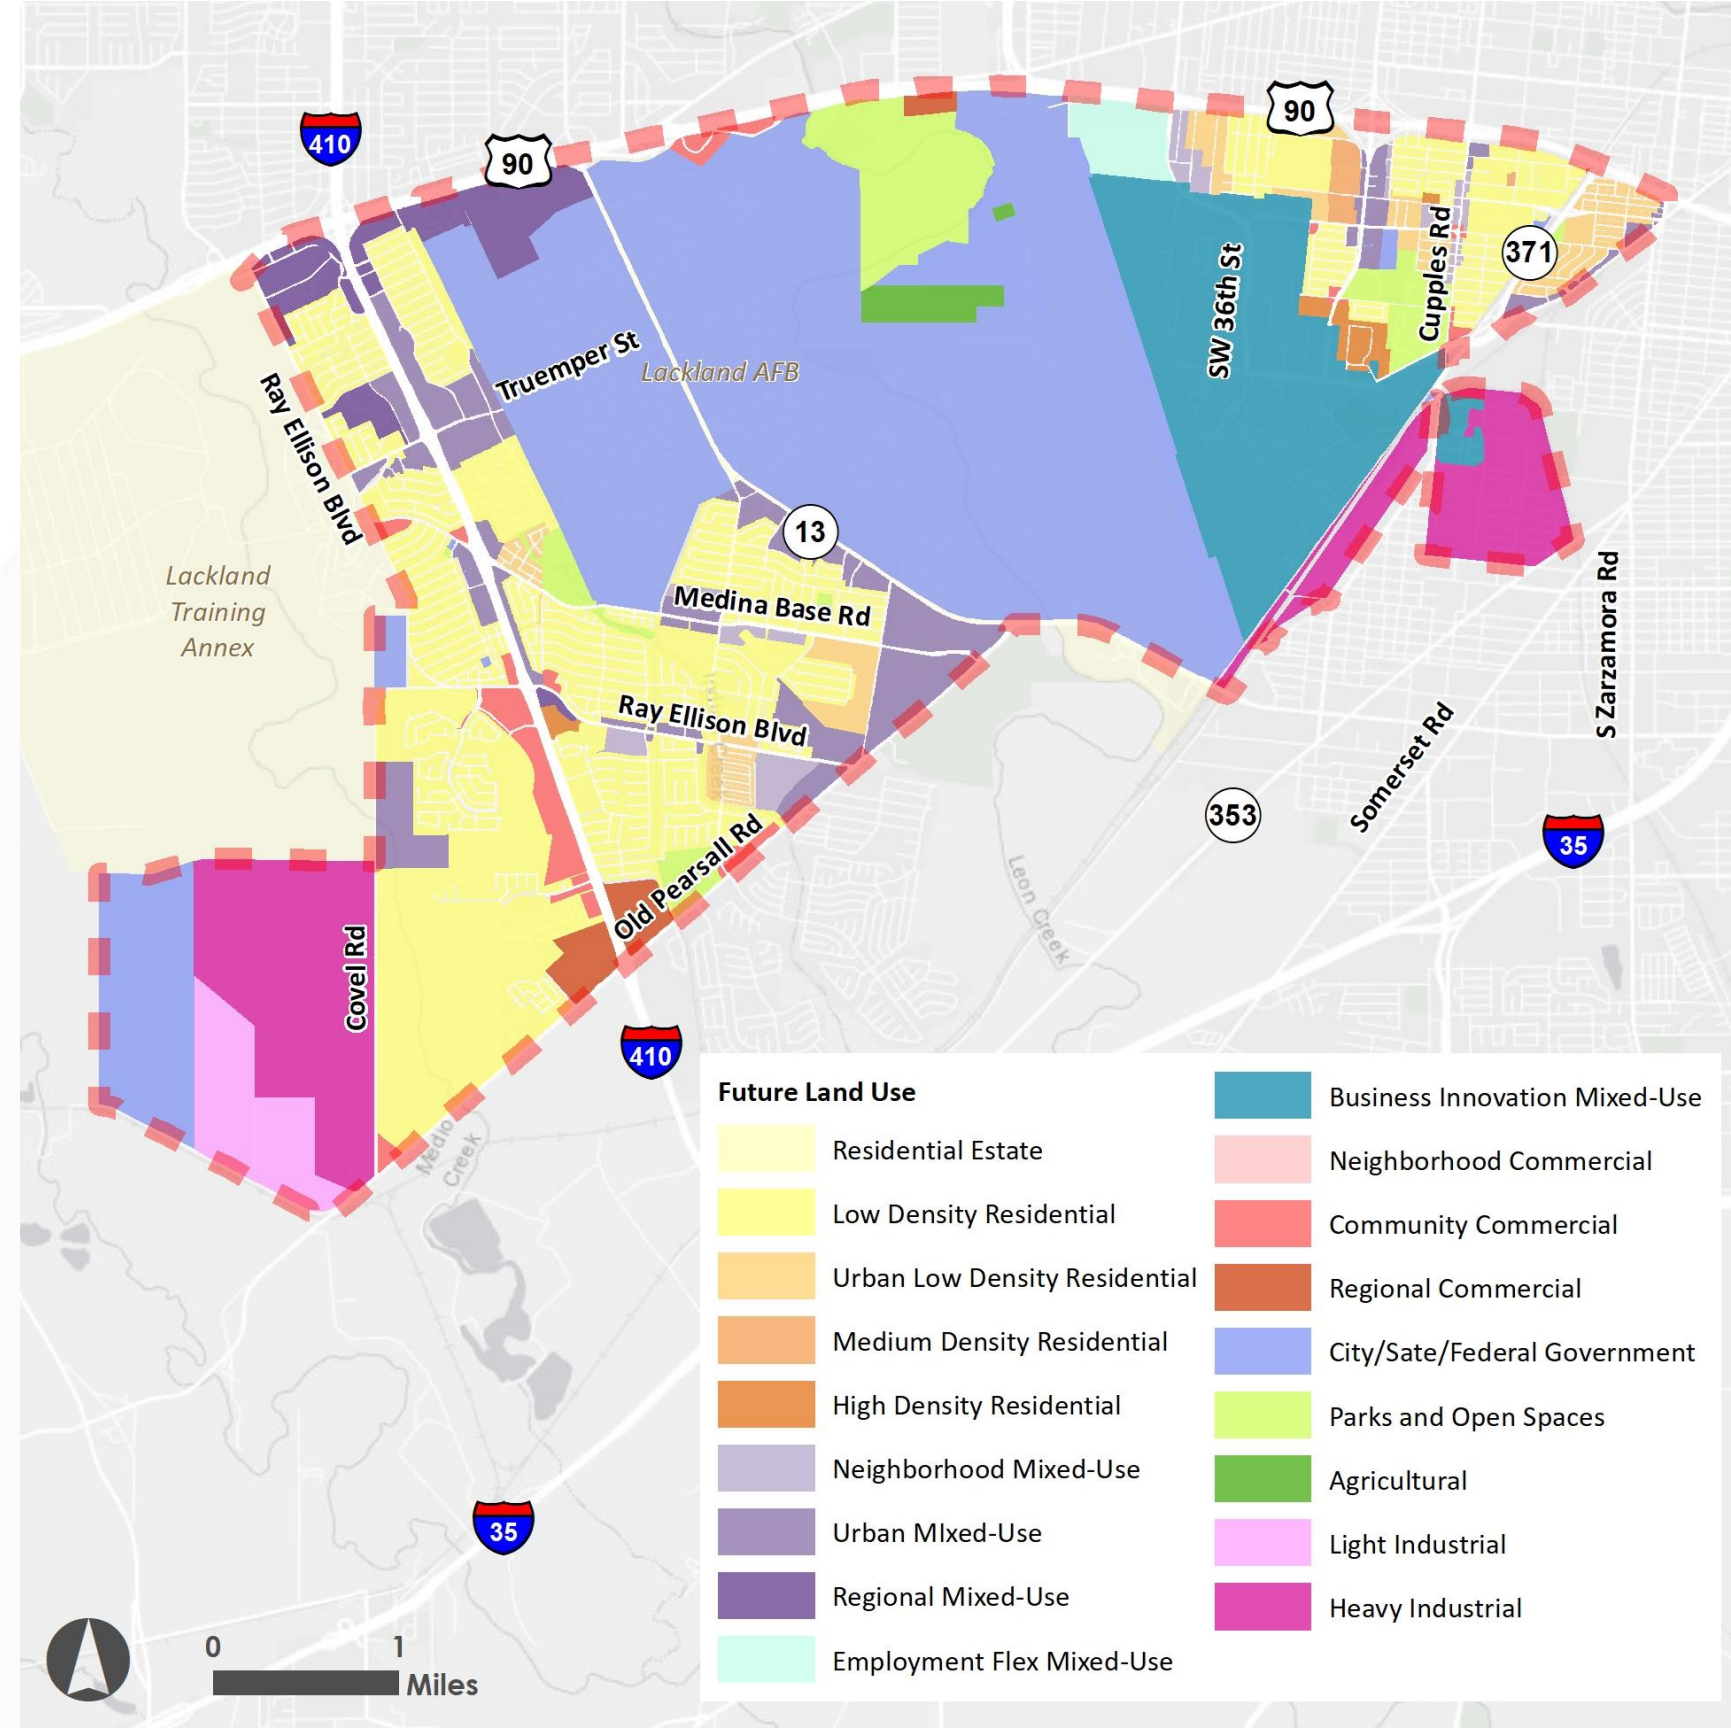 90
410
90
371
SW 36th St
Cupples Rd
Truemper St
Lackland AFB
Ray Ellison Blvd
13
Lackland
Training
Annex
Medina Base Rd
S Zarzamora Rd
Ray Ellison Blvd
Somerset Rd
353
35
Old Pearsall Rd
Leon Creek
Covel Rd
410
Medio
Creek
Future Land Use
Residential Estate
Low Density Residential
Urban Low Density Residential
Medium Density Residential
High Density Residential
Neighborhood Mixed-Use
Urban MIxed-Use
Regional Mixed-Use
Employment Flex Mixed-Use
Business Innovation Mixed-Use
Neighborhood Commercial
Community Commercial
Regional Commercial
City/Sate/Federal Government
Parks and Open Spaces
Agricultural
Light Industrial
Heavy Industrial
35
0 1
Miles